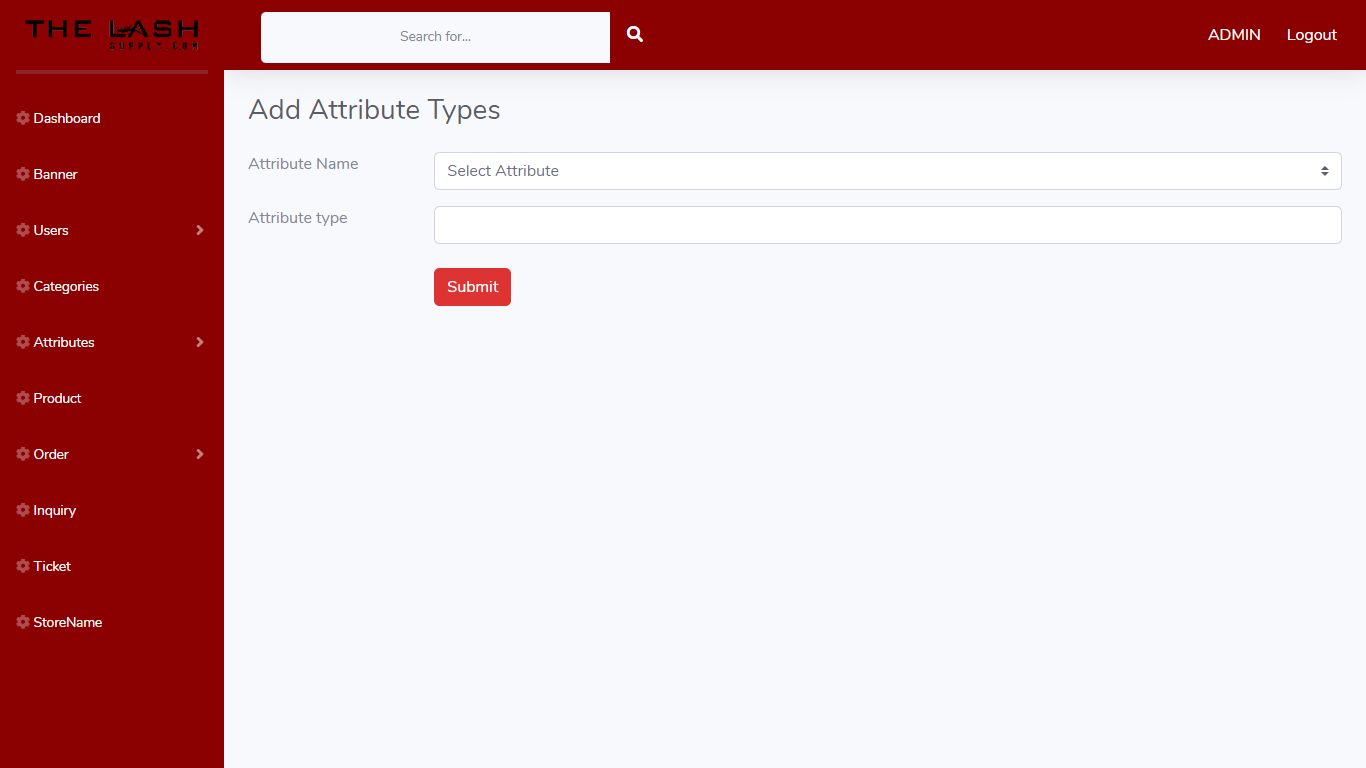 THE LASH
SUPPLY.COM
Search for...
ADMIN
Logout
Dashboard
Banner
Users
Categories
Attributes
Product
Order
Inquiry
Ticket
StoreName
Add Attribute Types
Attribute Name
Select Attribute
Attribute type
Submit